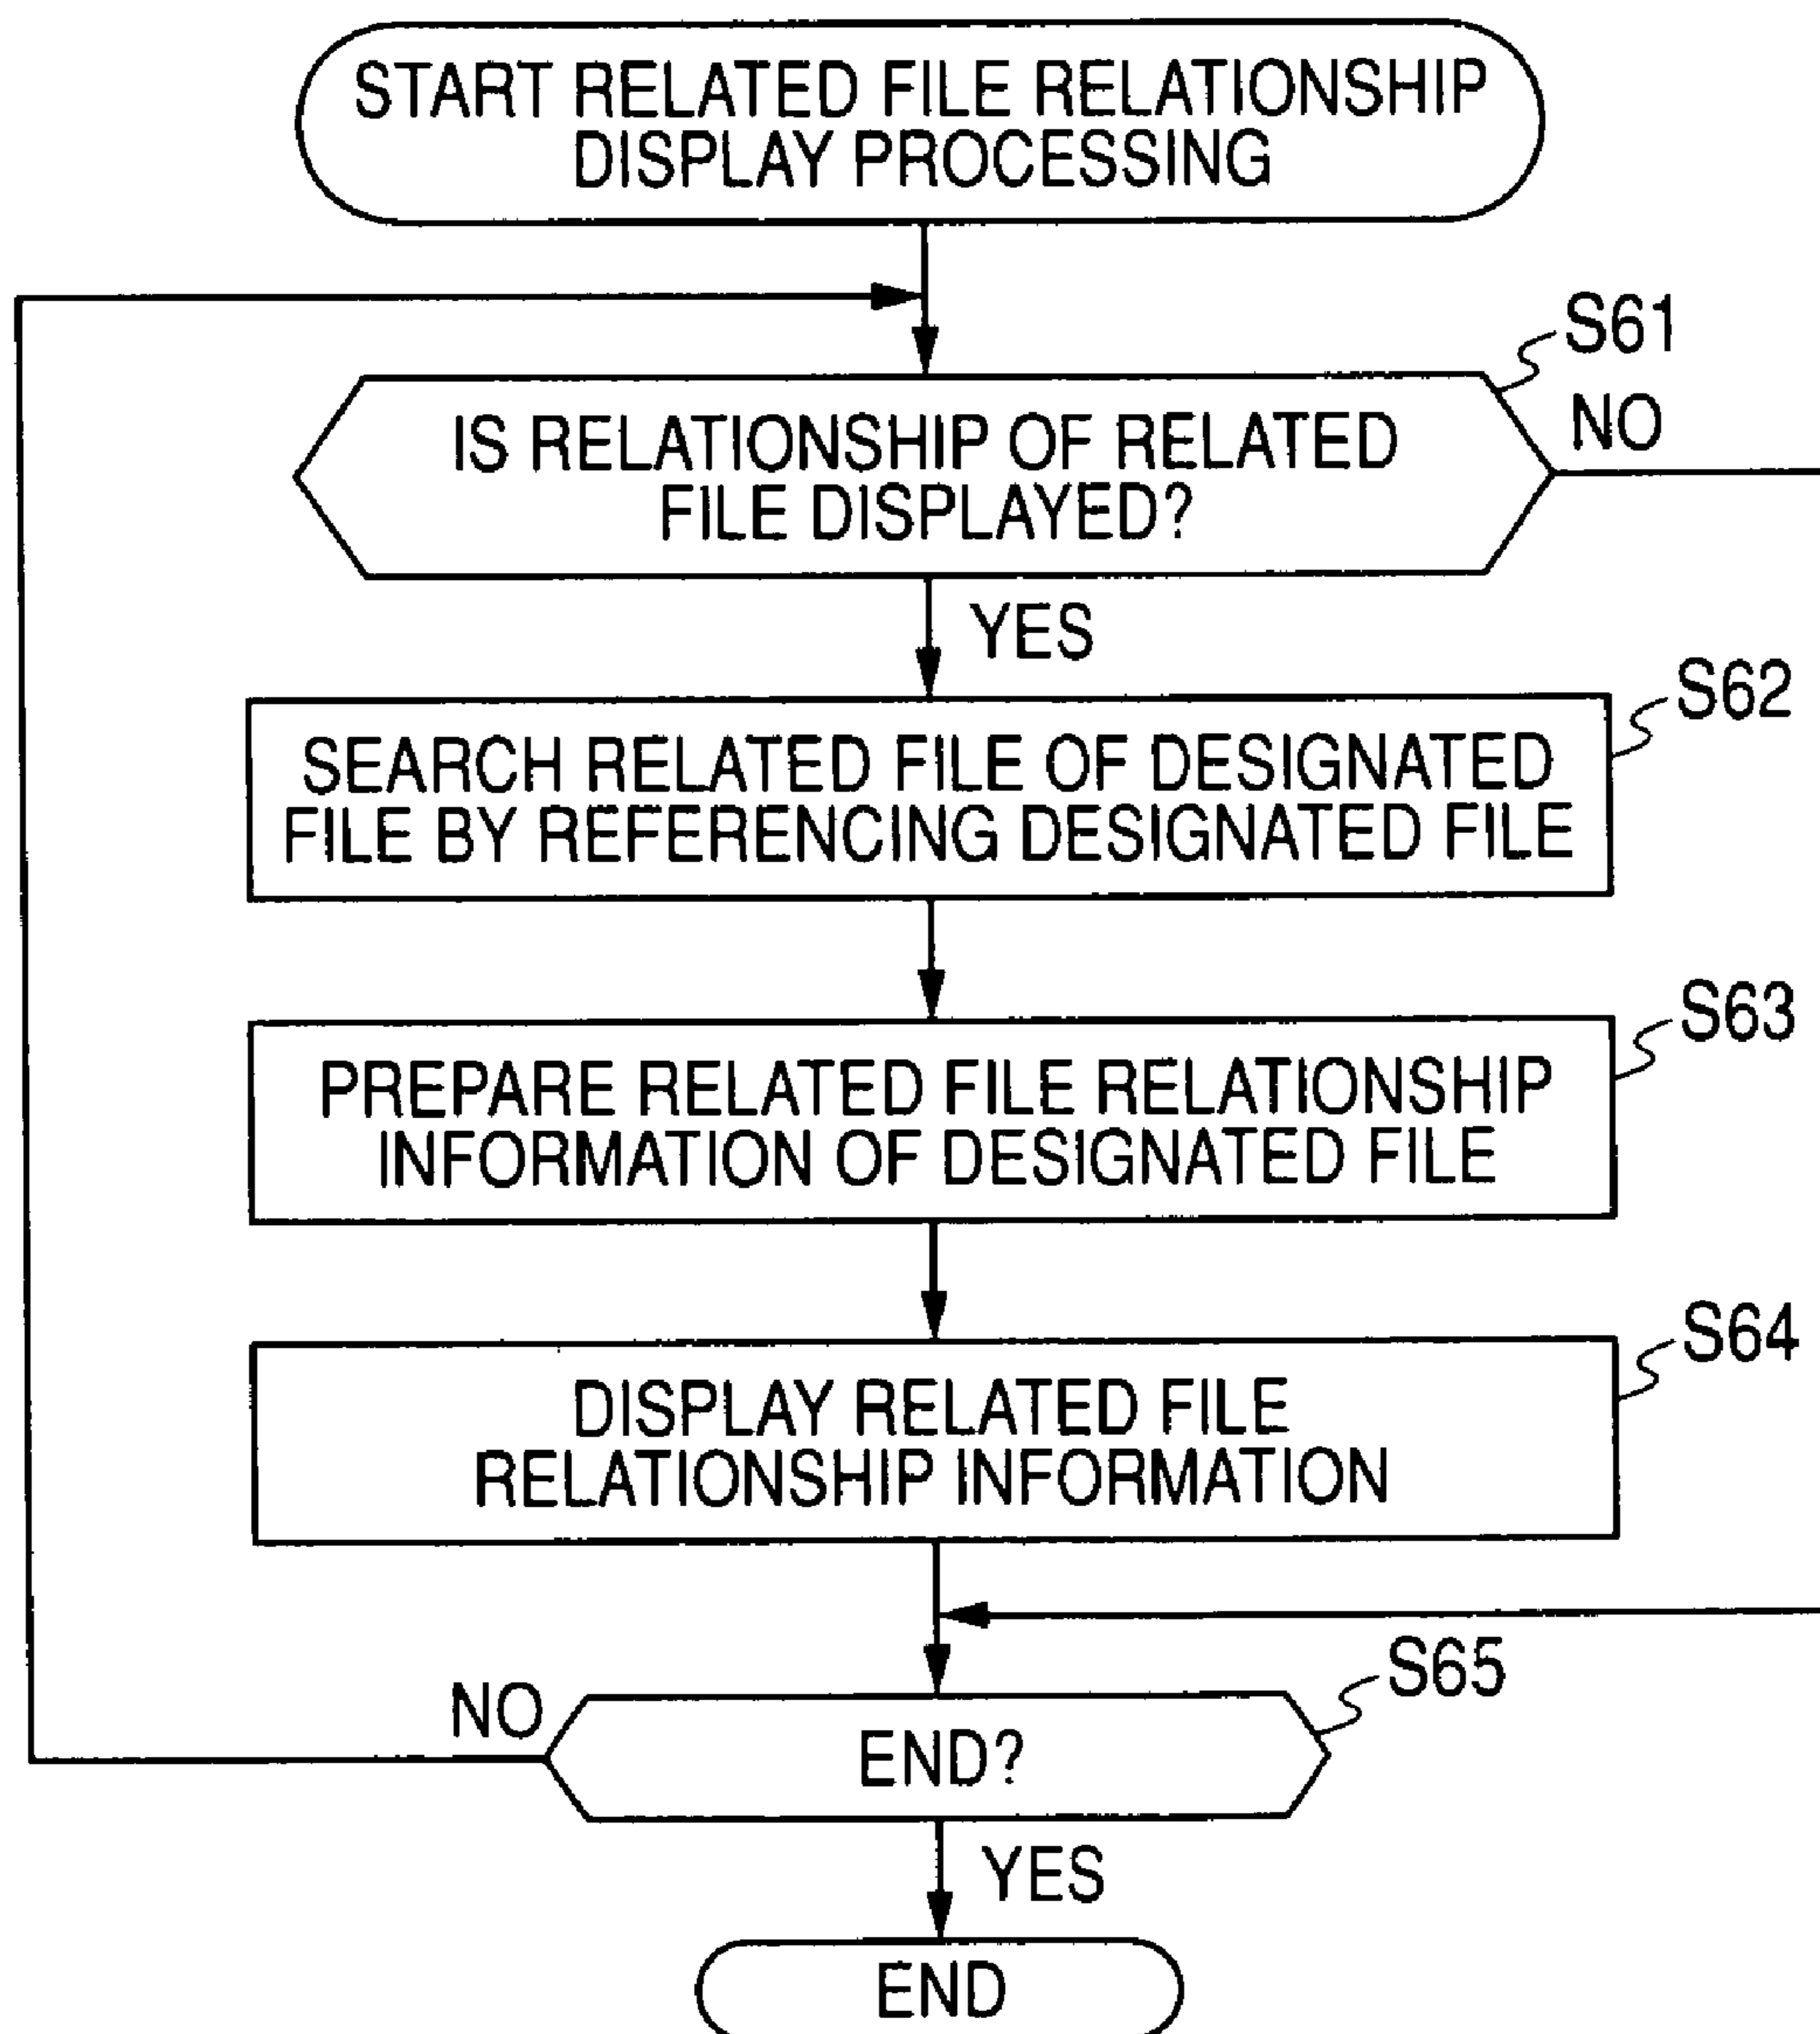 START RELATED FILE RELATIONSHIP
DISPLAY PROCESSING
S61
IS RELATIONSHIP OF RELATED
FILE DISPLAYED?
NO
YES
S62
SEARCH RELATED FILE OF DESIGNATED
FILE BY REFERENCING DESIGNATED FILE
S63
PREPARE RELATED FILE RELATIONSHIP
INFORMATION OF DESIGNATED FILE
S64
DISPLAY RELATED FILE
RELATIONSHIP INFORMATION
S65
NO
END?
YES
END